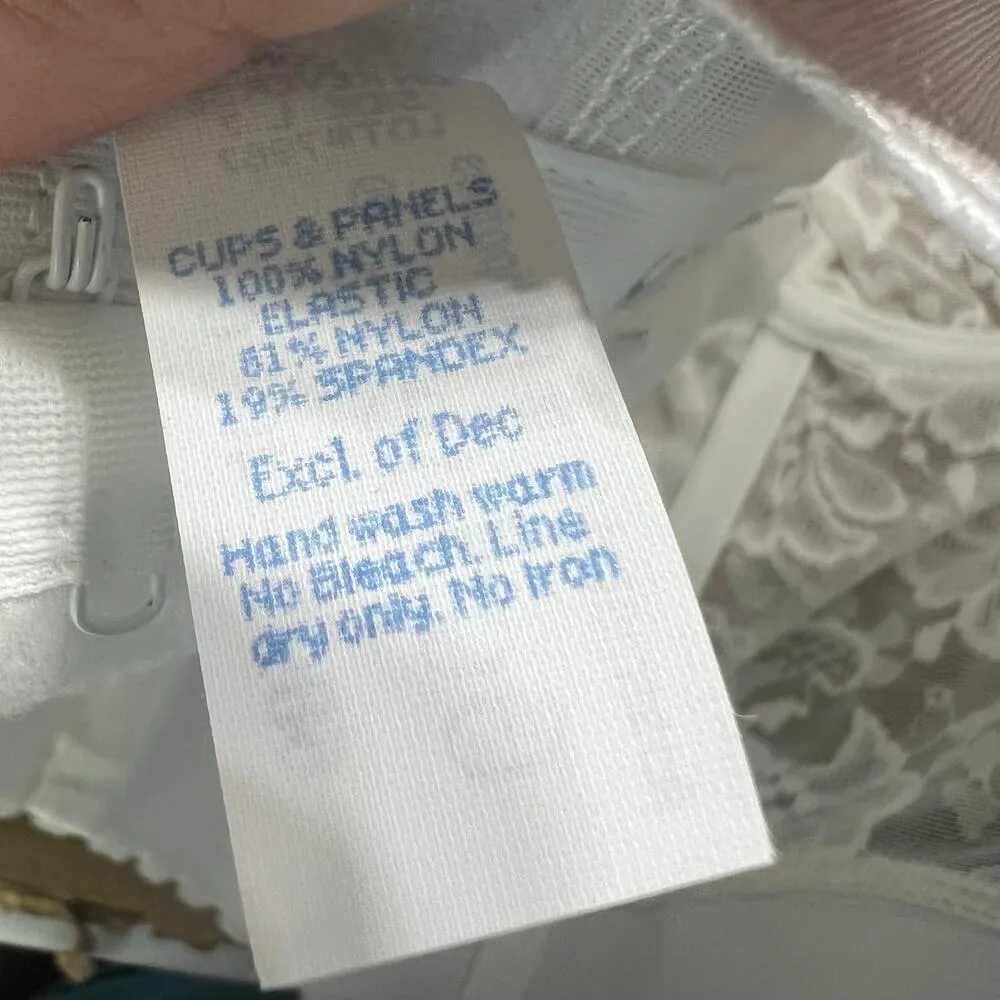 CUPS & PANELS
100% NYLON
ELASTIC
81% NYLON
19% SPANDEX
Excl. of Dec
Hand wash warm
No Bleach. Line
dry only. No Iron